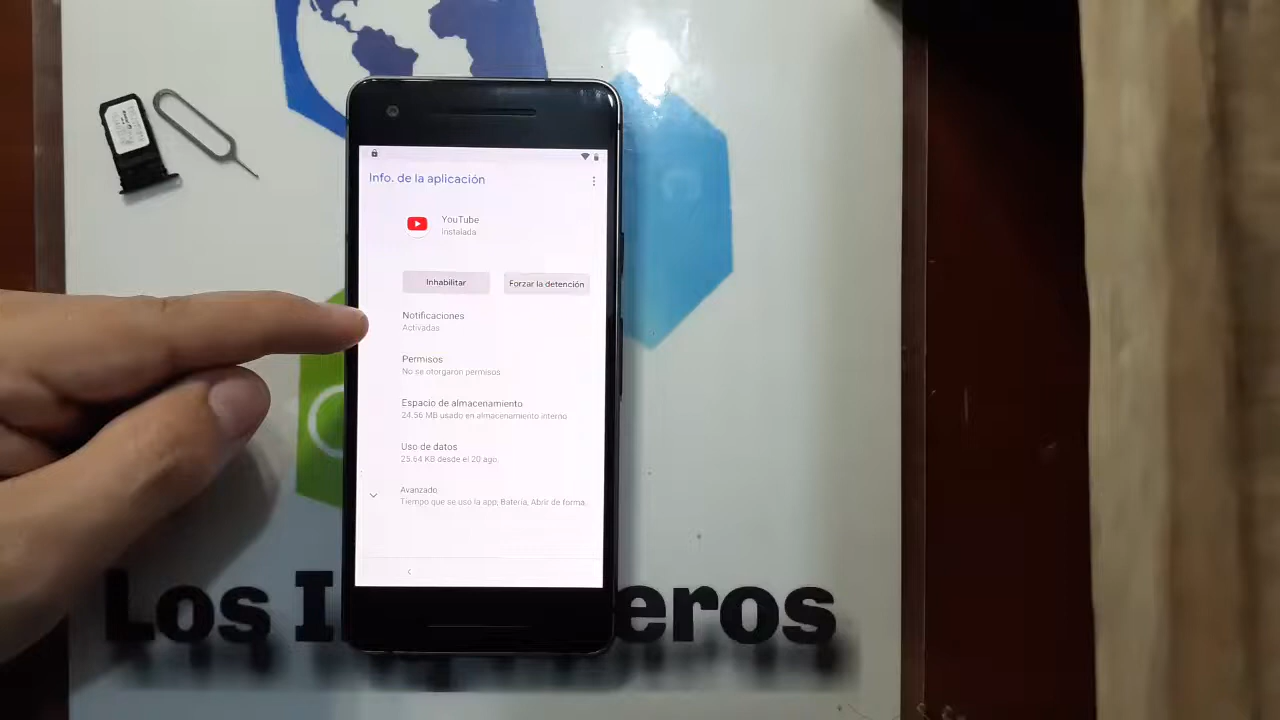 Info. de la aplicación
YouTube
Instalada
Inhabilitar
Forzar la detención
Notificaciones
Activadas
Permisos
No se otorgaron permisos
Espacio de almacenamiento
24.56 MB usado en almacenamiento interno
Uso de datos
25.64 KB desde el 20 ago.
Avanzado
Tiempo que se usó la app, Batería, Abrir de forma..
Los I eros